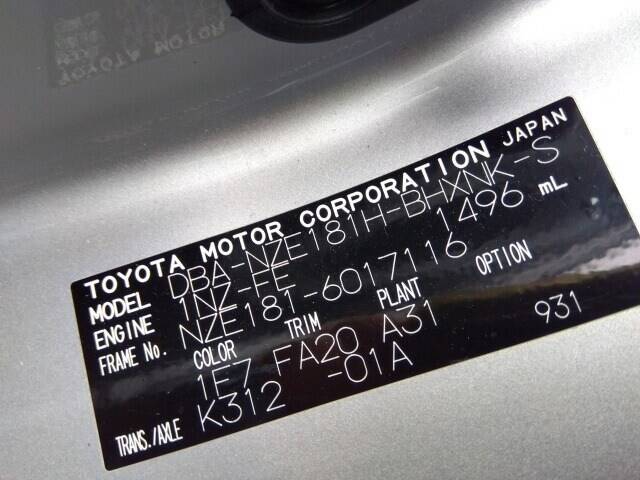 TOYOTA MOTOR CORPORATION JAPAN
MODEL DBA-NZE181H-BHXNK-S
ENGINE 1NZ-FE 1496 mL
FRAME No. NZE181-6017116
COLOR TRIM PLANT OPTION
1E7 FA20 A31 931
TRANS./AXLE K312 -01A